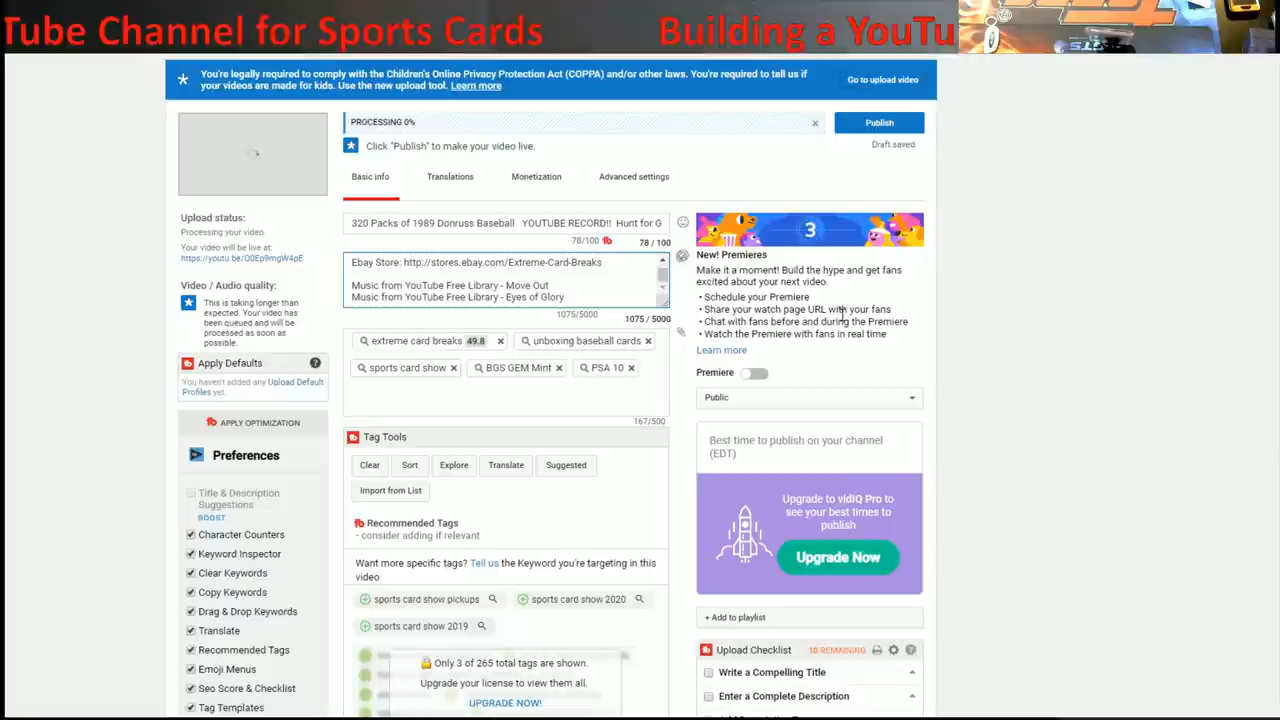 Tube Channel for Sports Cards
Building a YouTu
You're legally required to comply with the Children's Online Privacy Protection Act (COPPA) and/or other laws. You're required to tell us if
your videos are made for kids. Use the new upload tool. Learn more
Go to upload video
PROCESSING 0%
Publish
Click "Publish" to make your video live.
Draft saved.
Basic info
Translations
Monetization
Advanced settings
Upload status:
Processing your video.
Your video will be live at:
https://youtu.be/O0Ep9mgW4pE
Video / Audio quality:
This is taking longer than
expected. Your video has
been queued and will be
processed as soon as
possible.
Apply Defaults
You haven't added any Upload Default
Profiles yet.
APPLY OPTIMIZATION
Preferences
Title & Description
Suggestions
BOOST
Character Counters
Keyword Inspector
Clear Keywords
Copy Keywords
Drag & Drop Keywords
Translate
Recommended Tags
Emoji Menus
Seo Score & Checklist
Tag Templates
320 Packs of 1989 Donruss Baseball YOUTUBE RECORD!! Hunt for G
78/100
78 / 100
Ebay Store: http://stores.ebay.com/Extreme-Card-Breaks
Music from YouTube Free Library - Move Out
Music from YouTube Free Library - Eyes of Glory
1075/5000
1075 / 5000
extreme card breaks 49.8
unboxing baseball cards
sports card show
BGS GEM Mint
PSA 10
167/500
Tag Tools
Clear
Sort
Explore
Translate
Suggested
Import from List
Recommended Tags
- consider adding if relevant
Want more specific tags? Tell us the Keyword you're targeting in this
video
sports card show pickups
sports card show 2020
sports card show 2019
Only 3 of 265 total tags are shown.
Upgrade your license to view them all.
UPGRADE NOW!
3
New! Premieres
Make it a moment! Build the hype and get fans
excited about your next video.
• Schedule your Premiere
• Share your watch page URL with your fans
• Chat with fans before and during the Premiere
• Watch the Premiere with fans in real time
Learn more
Premiere
Public
Best time to publish on your channel
(EDT)
Upgrade to vidIQ Pro to
see your best times to
publish
Upgrade Now
+ Add to playlist
Upload Checklist
10 REMAINING
Write a Compelling Title
Enter a Complete Description